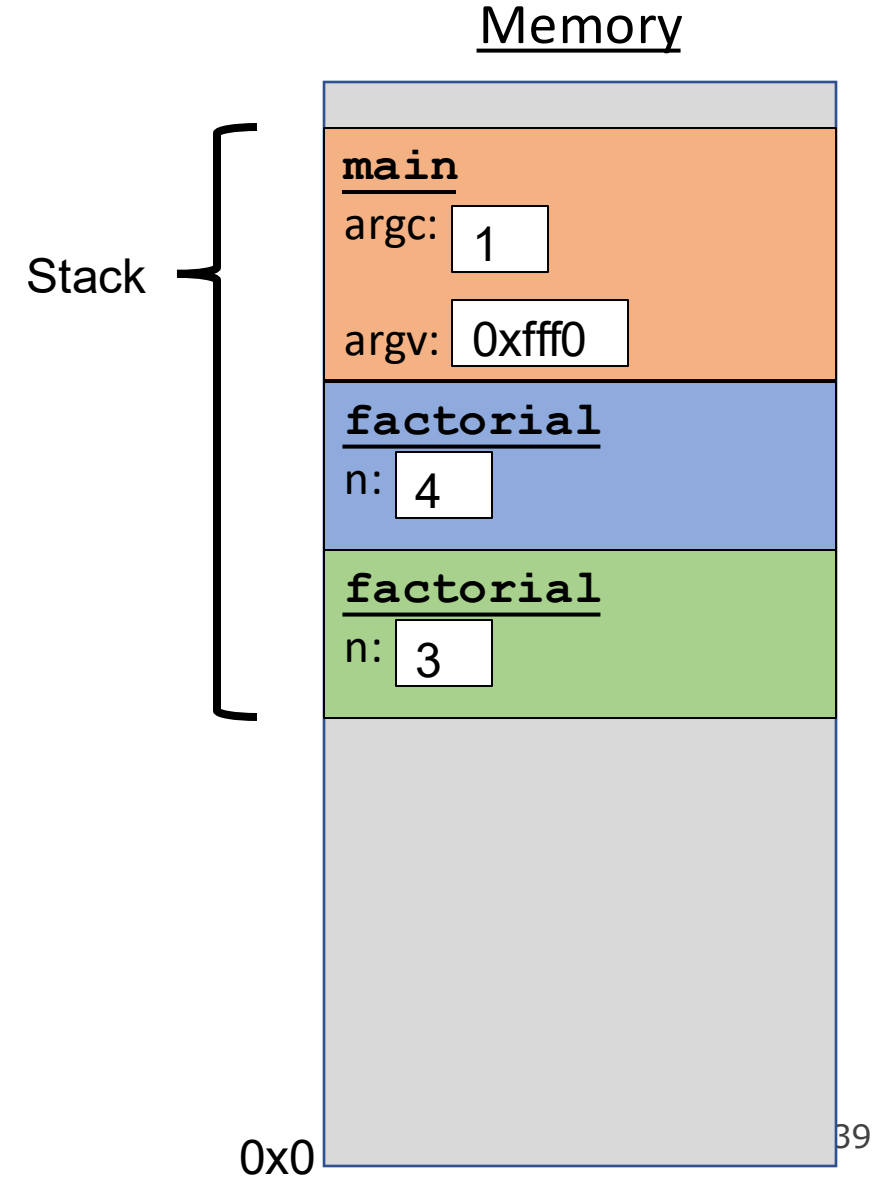 Memory
main
argc: 1
Stack
argv: 0xfff0
factorial
n: 4
factorial
n: 3
0x0
39